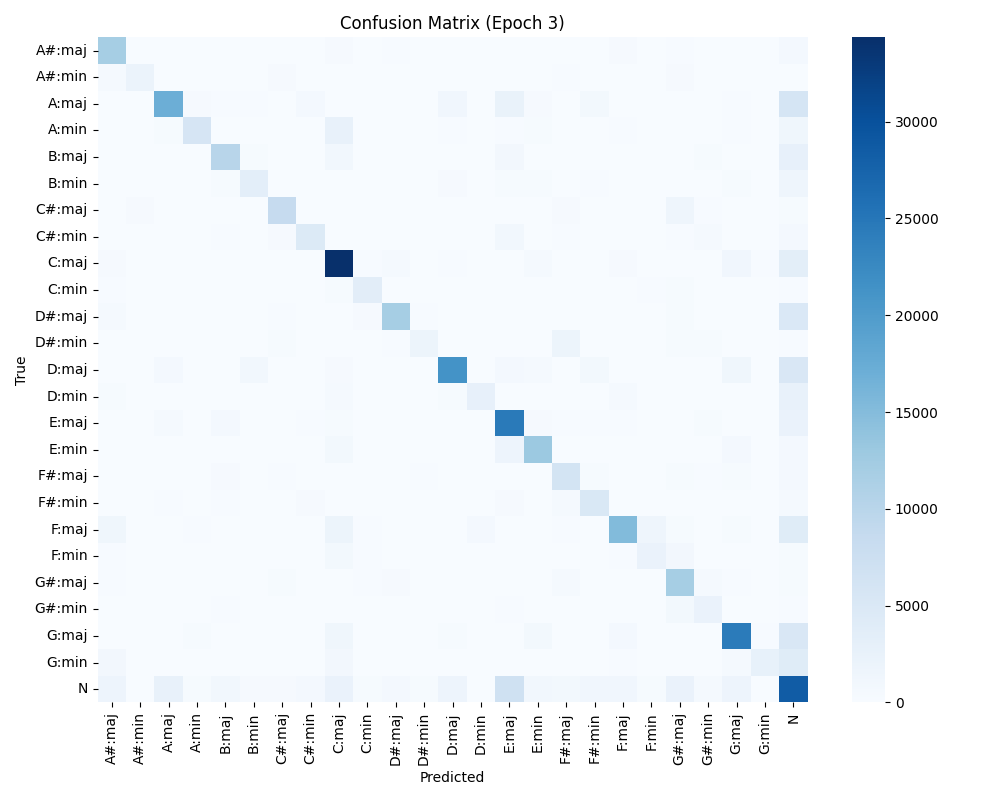 Confusion Matrix (Epoch 3)
True
A#:maj
A#:min
A:maj
A:min
B:maj
B:min
C#:maj
C#:min
C:maj
C:min
D#:maj
D#:min
D:maj
D:min
E:maj
E:min
F#:maj
F#:min
F:maj
F:min
G#:maj
G#:min
G:maj
G:min
N
A#:maj
A#:min
A:maj
A:min
B:maj
B:min
C#:maj
C#:min
C:maj
C:min
D#:maj
D#:min
D:maj
D:min
E:maj
E:min
F#:maj
F#:min
F:maj
F:min
G#:maj
G#:min
G:maj
G:min
N
Predicted
30000
25000
20000
15000
10000
5000
0